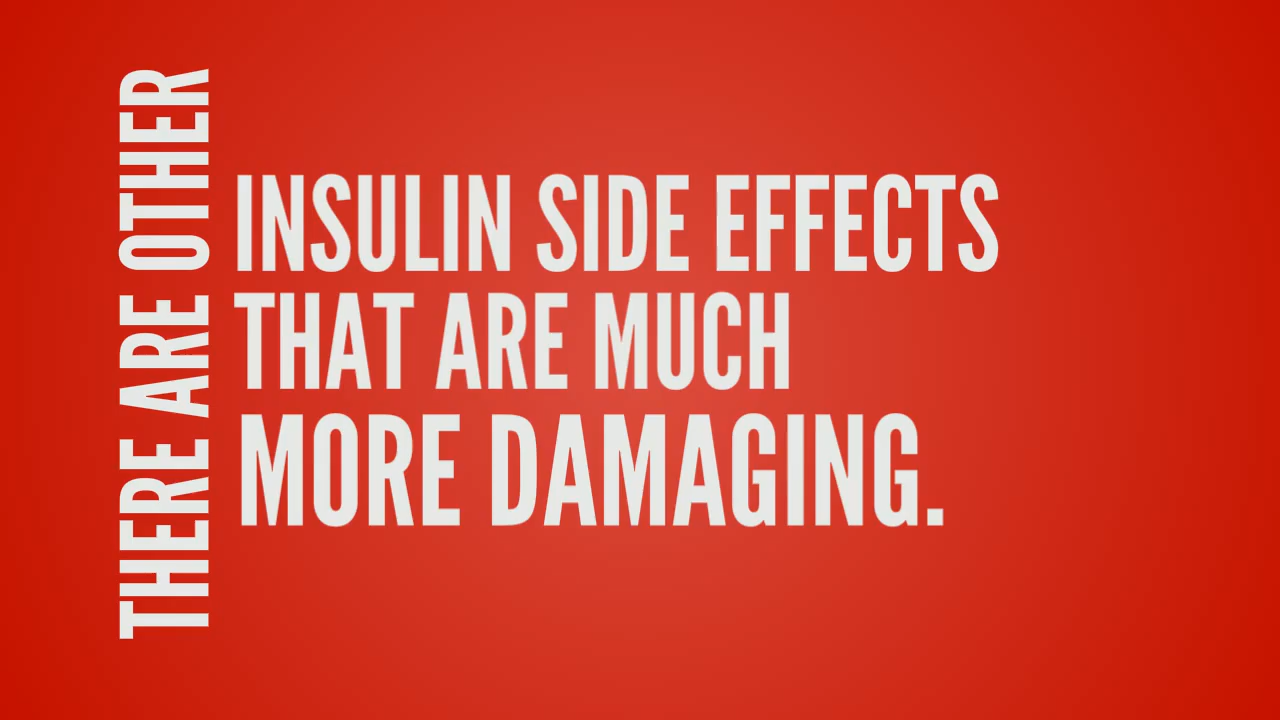 THERE ARE OTHER
INSULIN SIDE EFFECTS
THAT ARE MUCH
MORE DAMAGING.